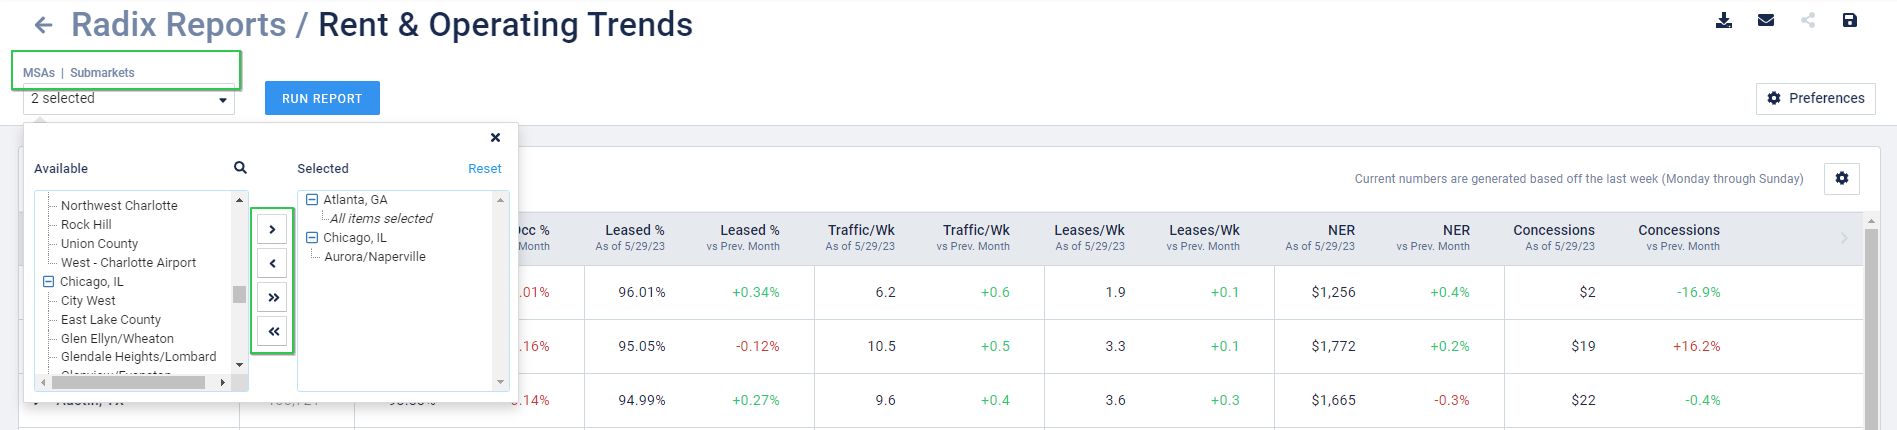 Radix Reports / Rent & Operating Trends
MSAs | Submarkets
2 selected
RUN REPORT
Preferences
Available
Selected
Reset
Northwest Charlotte
Rock Hill
Union County
West - Charlotte Airport
Chicago, IL
City West
East Lake County
Glen Ellyn/Wheaton
Glendale Heights/Lombard
Atlanta, GA
All items selected
Chicago, IL
Aurora/Naperville
Current numbers are generated based off the last week (Monday through Sunday)
Occ % Leased % Leased % Traffic/Wk Traffic/Wk Leases/Wk Leases/Wk NER NER Concessions Concessions
Month As of 5/29/23 vs Prev. Month As of 5/29/23 vs Prev. Month As of 5/29/23 vs Prev. Month As of 5/29/23 vs Prev. Month As of 5/29/23 vs Prev. Month
.01% 96.01% +0.34% 6.2 +0.6 1.9 +0.1 $1,256 +0.4% $2 -16.9%
.16% 95.05% -0.12% 10.5 +0.5 3.3 +0.1 $1,772 +0.2% $19 +16.2%
.14% 94.99% +0.27% 9.6 +0.4 3.6 +0.3 $1,665 -0.3% $22 -0.4%